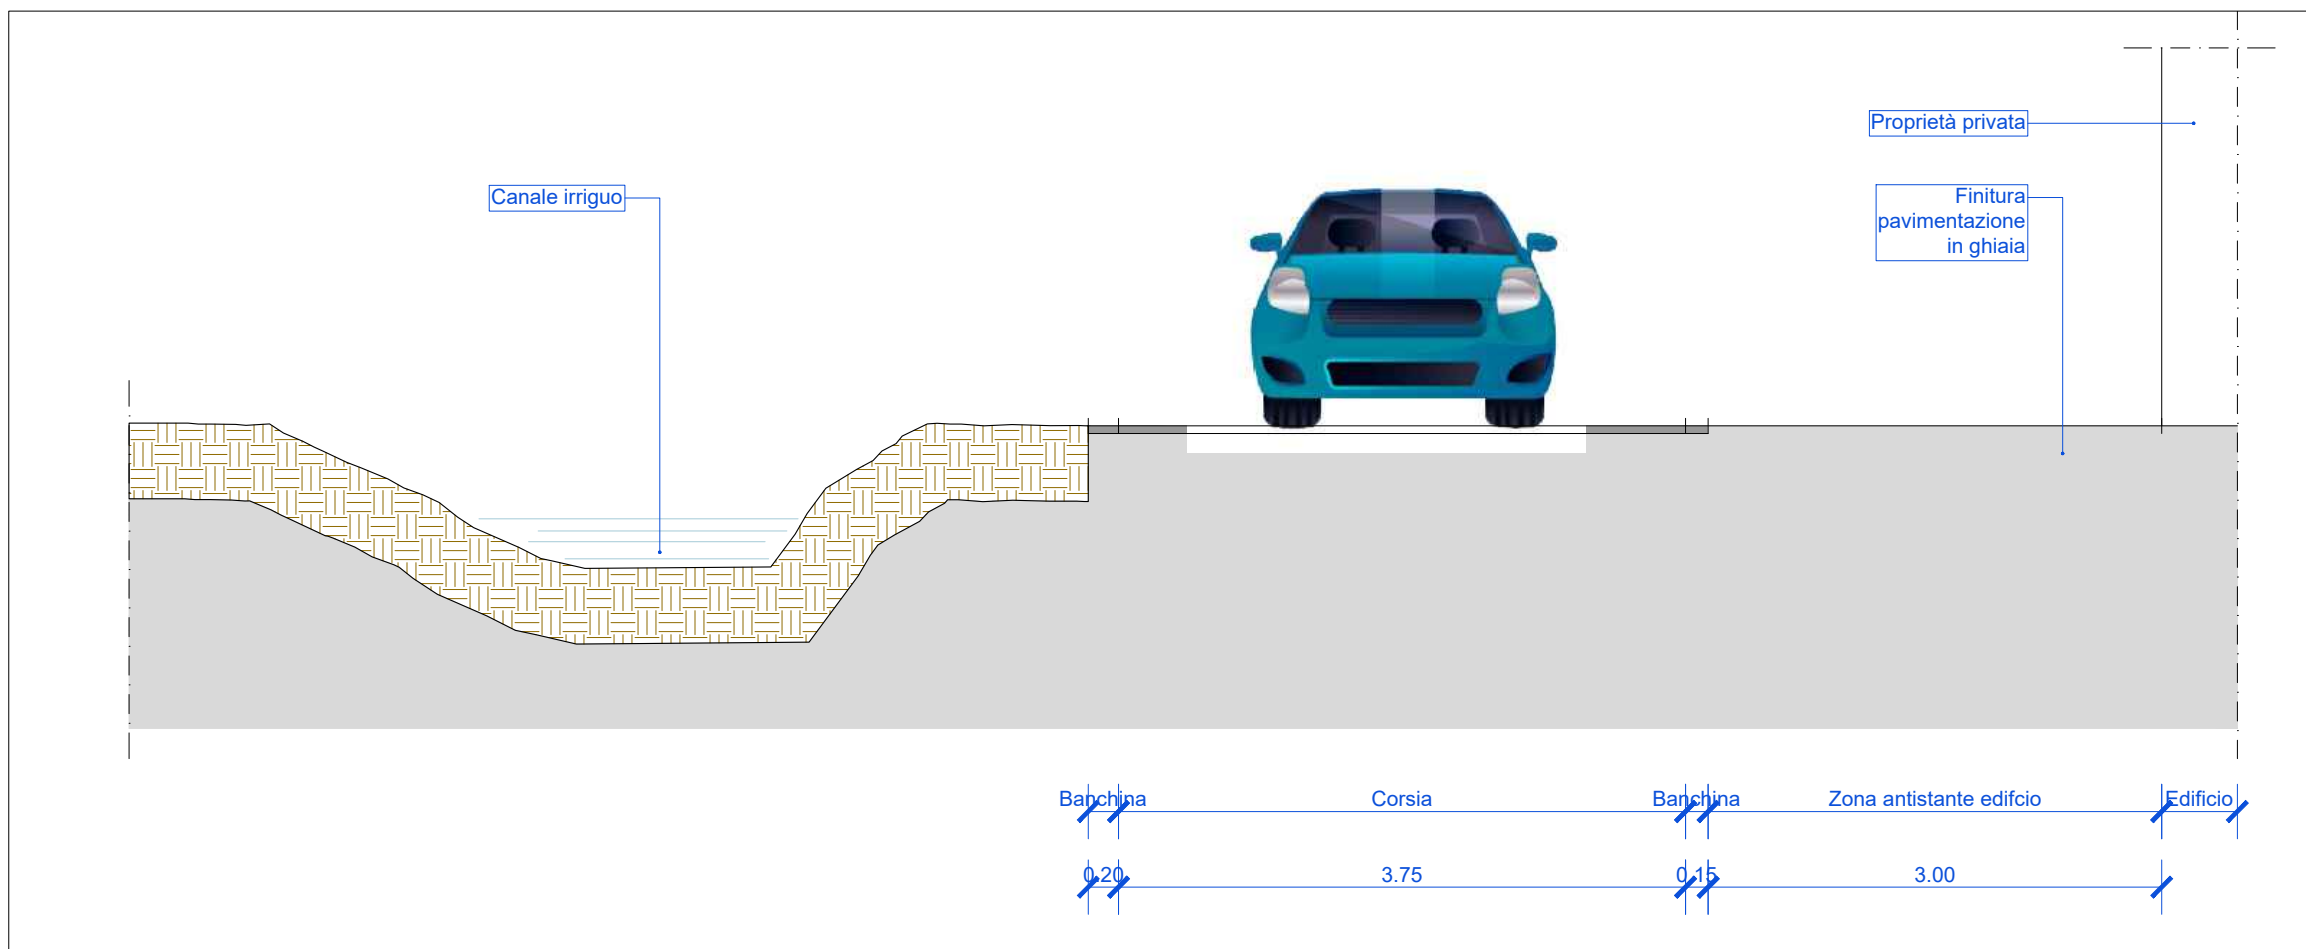 Proprietà privata
Canale irriguo
Finitura
pavimentazione
in ghiaia
Banchina
Corsia
Banchina
Zona antistante edifcio
Edificio
0.20
3.75
0.15
3.00